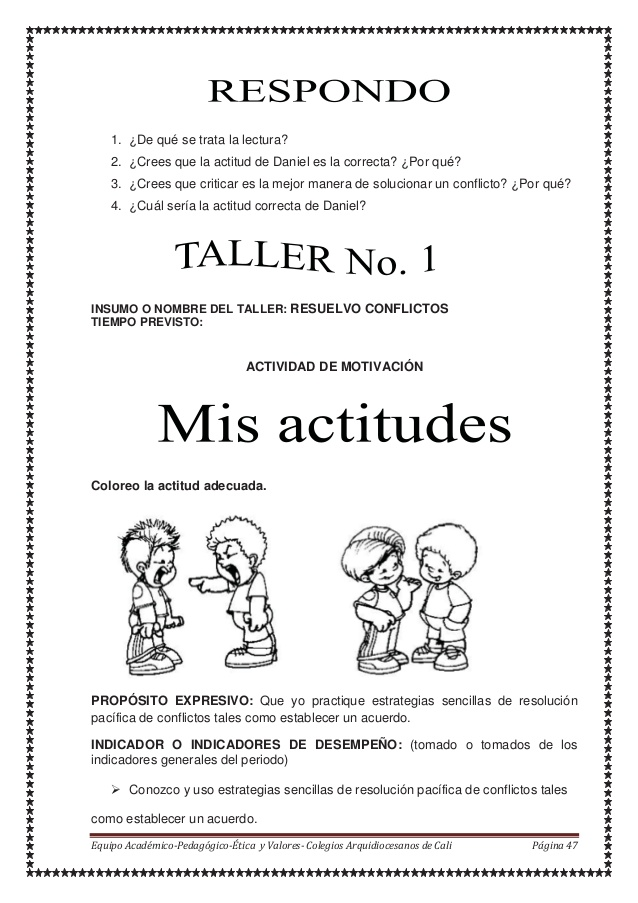 RESPONDO
1. ¿De qué se trata la lectura?
2. ¿Crees que la actitud de Daniel es la correcta? ¿Por qué?
3. ¿Crees que criticar es la mejor manera de solucionar un conflicto? ¿Por qué?
4. ¿Cuál sería la actitud correcta de Daniel?
TALLER No. 1
INSUMO O NOMBRE DEL TALLER: RESUELVO CONFLICTOS
TIEMPO PREVISTO:
ACTIVIDAD DE MOTIVACIÓN
Mis actitudes
Coloreo la actitud adecuada.
PROPÓSITO EXPRESIVO: Que yo practique estrategias sencillas de resolución
pacífica de conflictos tales como establecer un acuerdo.
INDICADOR O INDICADORES DE DESEMPEÑO: (tomado o tomados de los
indicadores generales del periodo)
➢ Conozco y uso estrategias sencillas de resolución pacífica de conflictos tales
como establecer un acuerdo.
Equipo Académico-Pedagógico-Ética y Valores- Colegios Arquidiocesanos de Cali Página 47